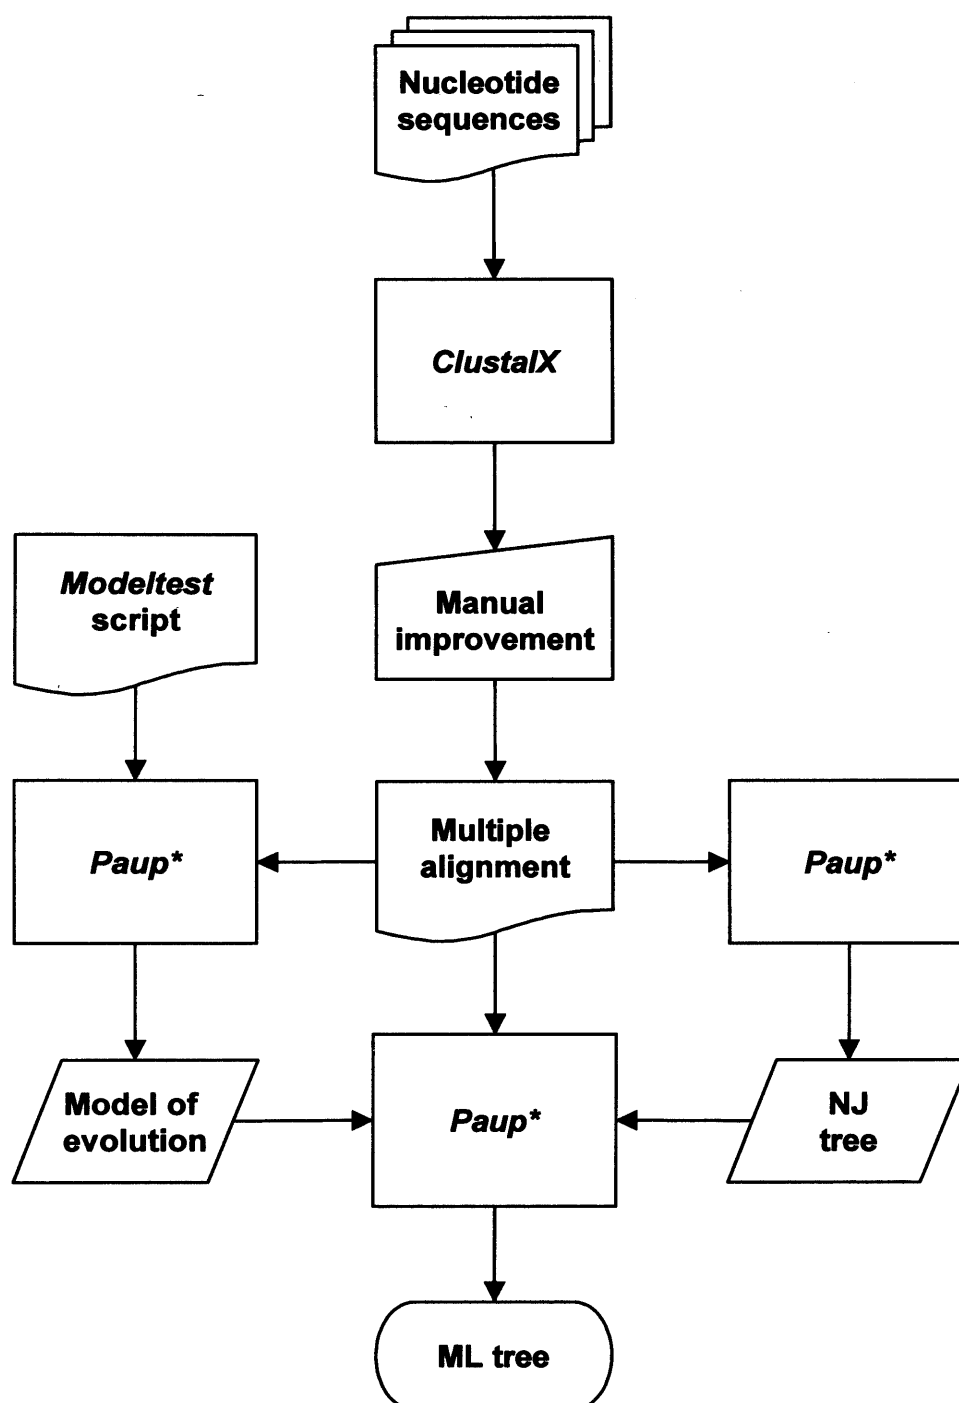 Nucleotide
sequences
ClustalX
Modeltest
script
Manual
improvement
Paup*
Multiple
alignment
Paup*
Model of
evolution
Paup*
NJ
tree
ML tree